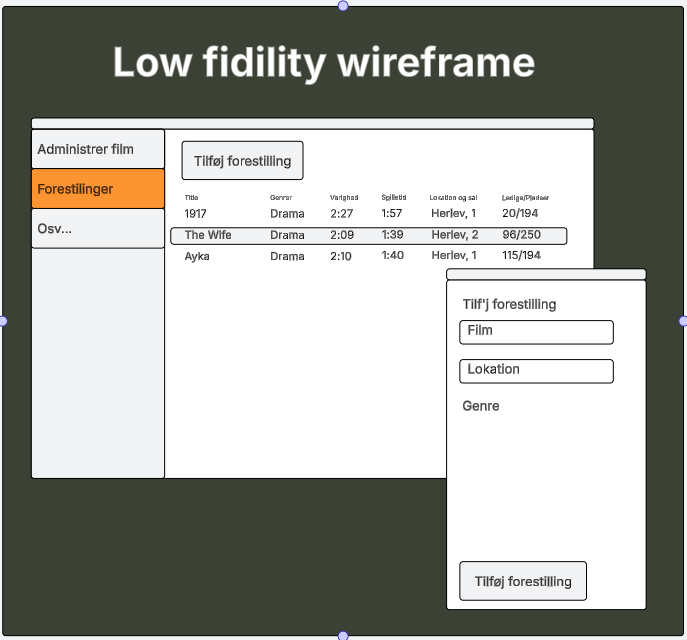 Low fidility wireframe
Administrer film
Forestillinger
Osv...
Tilføj forestilling
Title Genrer Varighed Spilletid Lokation og sal Ledige/Pladser
1917 Drama 2:27 1:57 Herlev, 1 20/194
The Wife Drama 2:09 1:39 Herlev, 2 96/250
Ayka Drama 2:10 1:40 Herlev, 1 115/194
Tilf'j forestilling
Film
Lokation
Genre
Tilføj forestilling